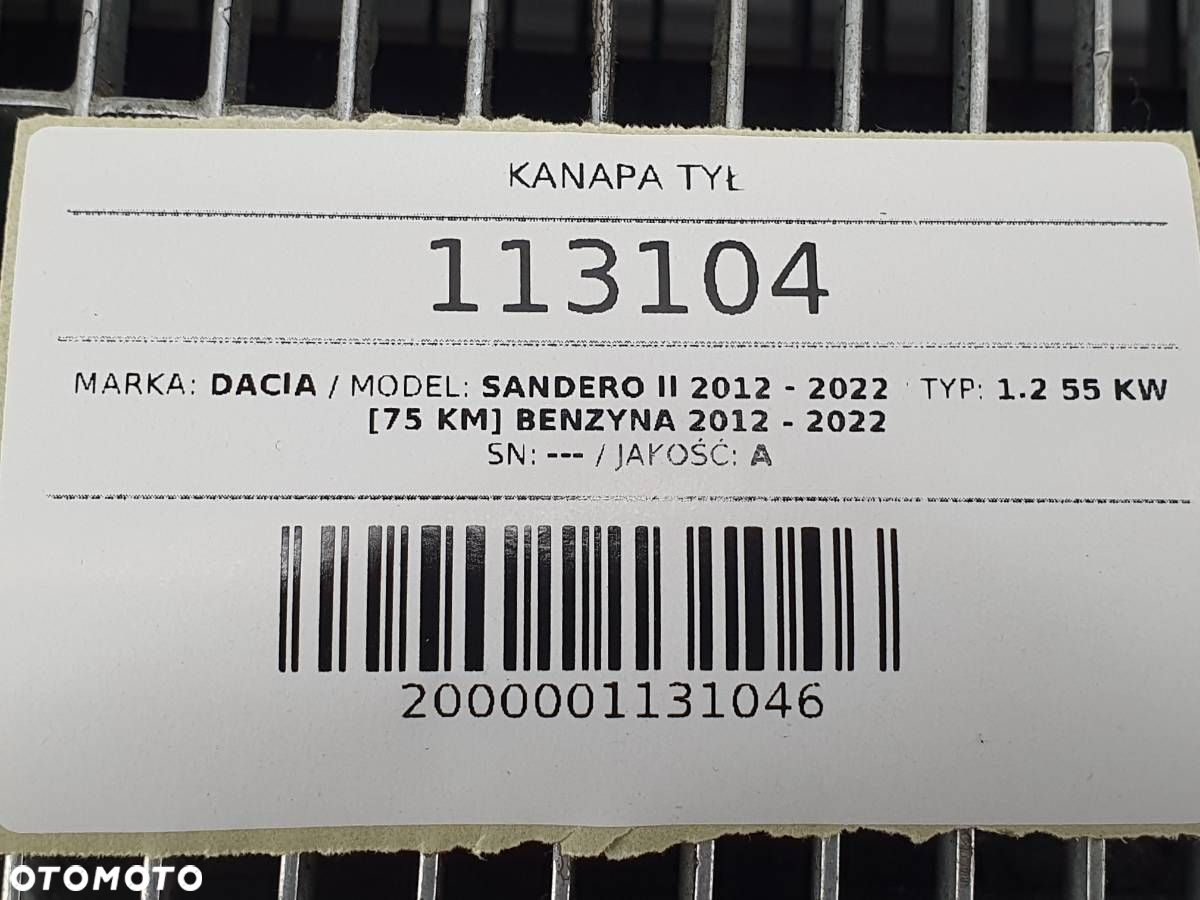 KANAPA TYŁ
113104
MARKA: DACIA / MODEL: SANDERO II 2012 - 2022 TYP: 1.2 55 KW
[75 KM] BENZYNA 2012 - 2022
SN: --- / JAKOŚĆ: A
2000001131046
OTOMOTO